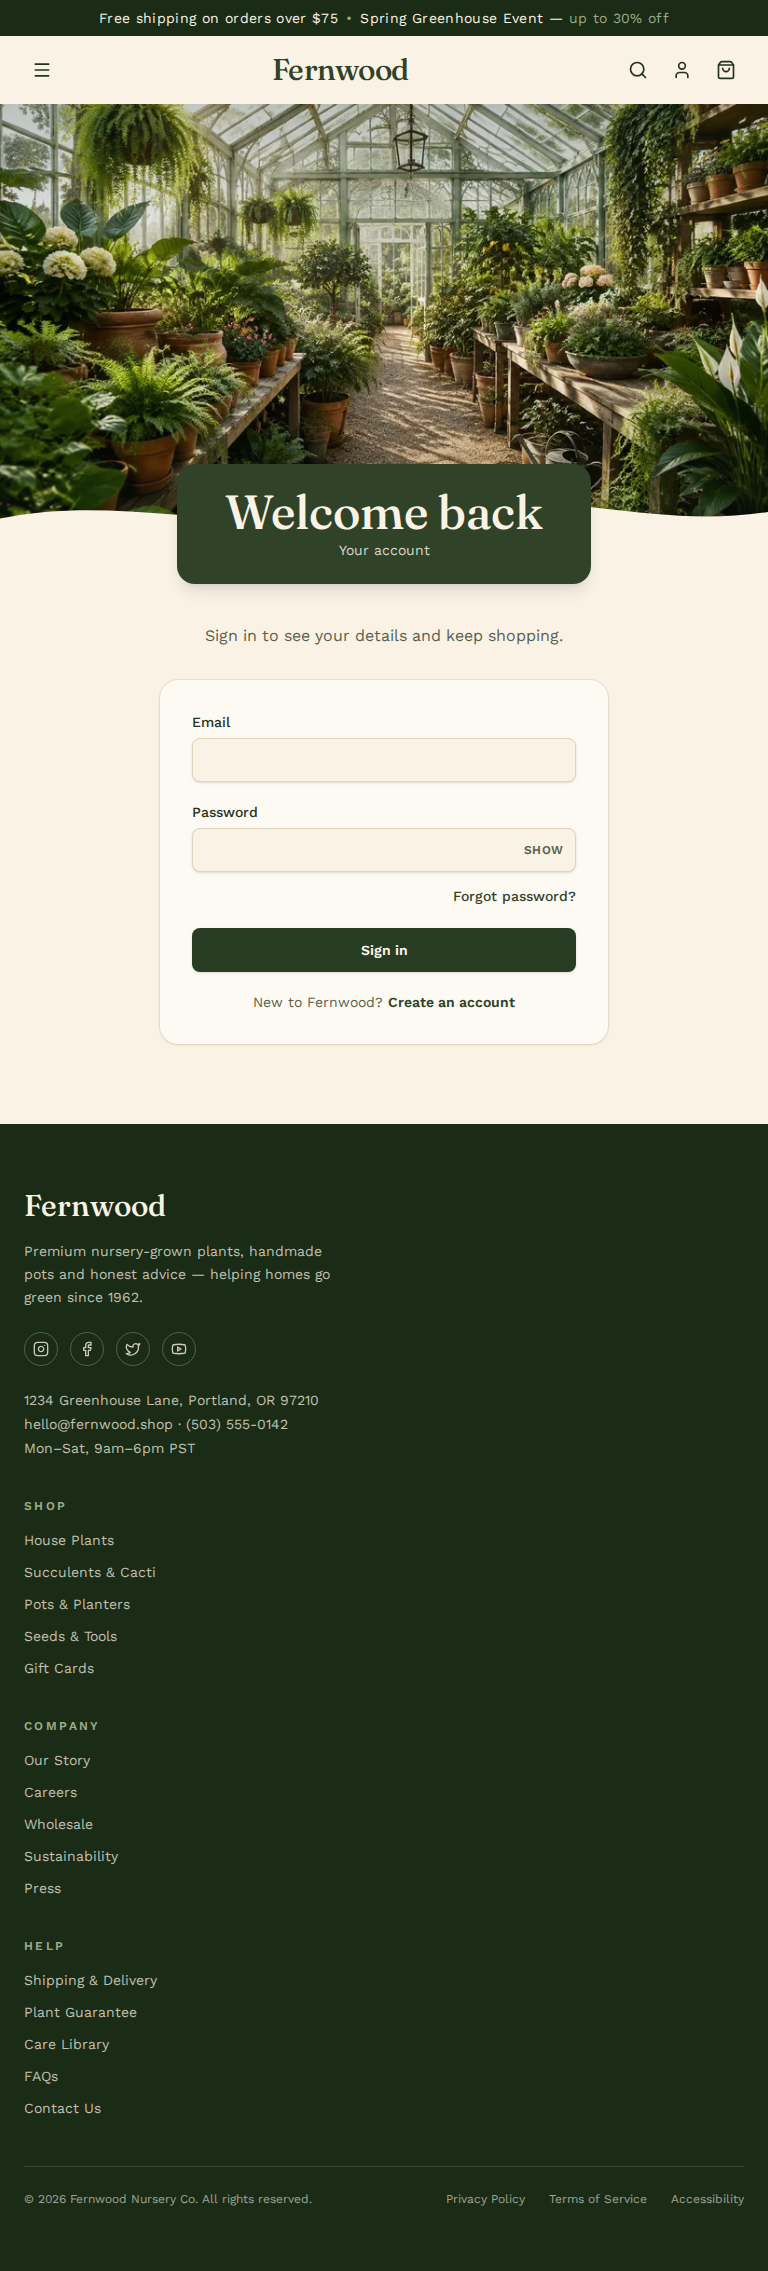 Free shipping on orders over $75 • Spring Greenhouse Event — up to 30% off
Fernwood
Welcome back
Your account
Sign in to see your details and keep shopping.
Email
Password
SHOW
Forgot password?
Sign in
New to Fernwood? Create an account
Fernwood
Premium nursery-grown plants, handmade
pots and honest advice — helping homes go
green since 1962.
1234 Greenhouse Lane, Portland, OR 97210
hello@fernwood.shop · (503) 555-0142
Mon–Sat, 9am–6pm PST
SHOP
House Plants
Succulents & Cacti
Pots & Planters
Seeds & Tools
Gift Cards
COMPANY
Our Story
Careers
Wholesale
Sustainability
Press
HELP
Shipping & Delivery
Plant Guarantee
Care Library
FAQs
Contact Us
© 2026 Fernwood Nursery Co. All rights reserved.
Privacy Policy
Terms of Service
Accessibility